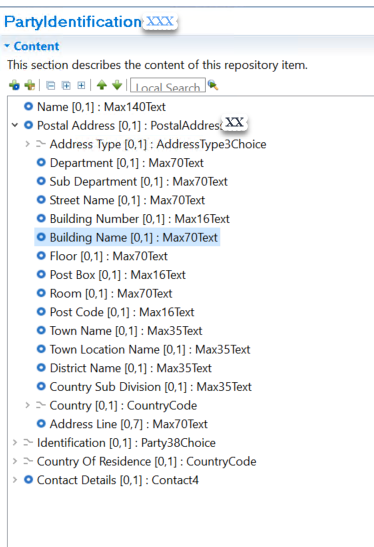 PartyIdentification XXX
Content
This section describes the content of this repository item.
Local Search
Name [0,1] : Max140Text
Postal Address [0,1] : PostalAddress XX
Address Type [0,1] : AddressType3Choice
Department [0,1] : Max70Text
Sub Department [0,1] : Max70Text
Street Name [0,1] : Max70Text
Building Number [0,1] : Max16Text
Building Name [0,1] : Max70Text
Floor [0,1] : Max70Text
Post Box [0,1] : Max16Text
Room [0,1] : Max70Text
Post Code [0,1] : Max16Text
Town Name [0,1] : Max35Text
Town Location Name [0,1] : Max35Text
District Name [0,1] : Max35Text
Country Sub Division [0,1] : Max35Text
Country [0,1] : CountryCode
Address Line [0,7] : Max70Text
Identification [0,1] : Party38Choice
Country Of Residence [0,1] : CountryCode
Contact Details [0,1] : Contact4